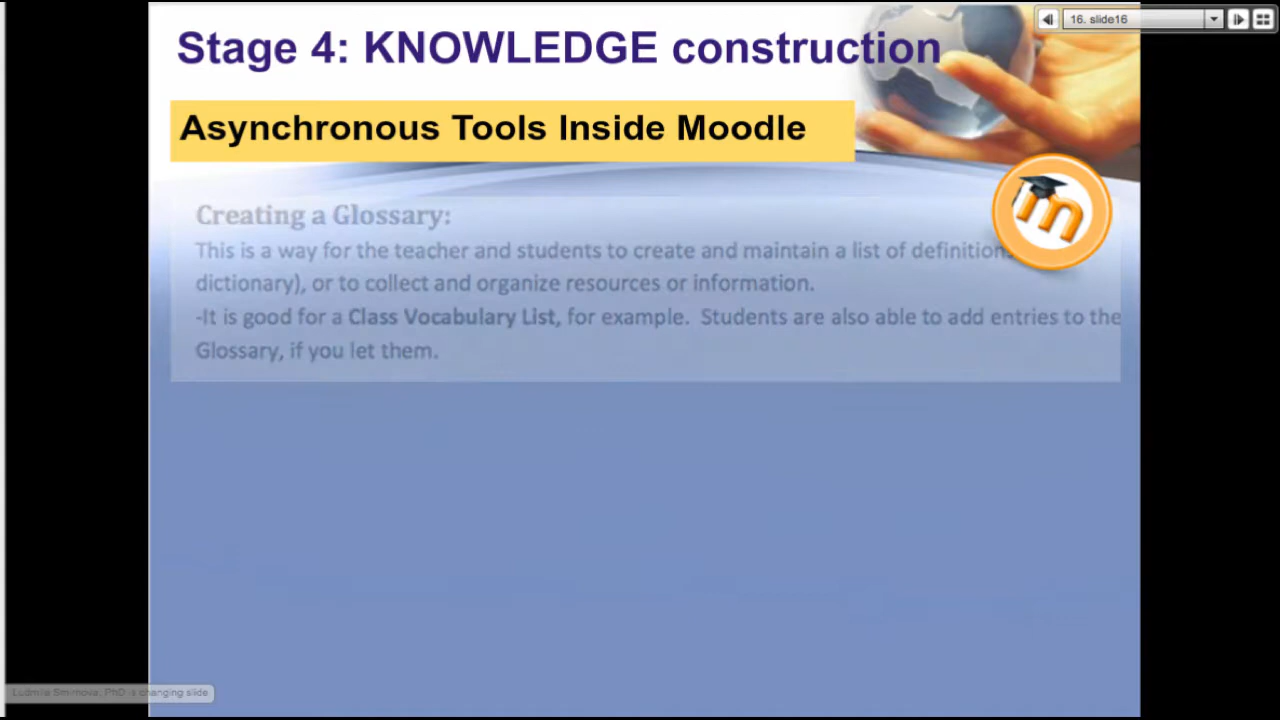 16. slide16
Stage 4: KNOWLEDGE construction
Asynchronous Tools Inside Moodle
m
Creating a Glossary:
This is a way for the teacher and students to create and maintain a list of definitions
dictionary), or to collect and organize resources or information.
-It is good for a Class Vocabulary List, for example. Students are also able to add entries to the
Glossary, if you let them.
Ludmila Smirnova, PhD is changing slide